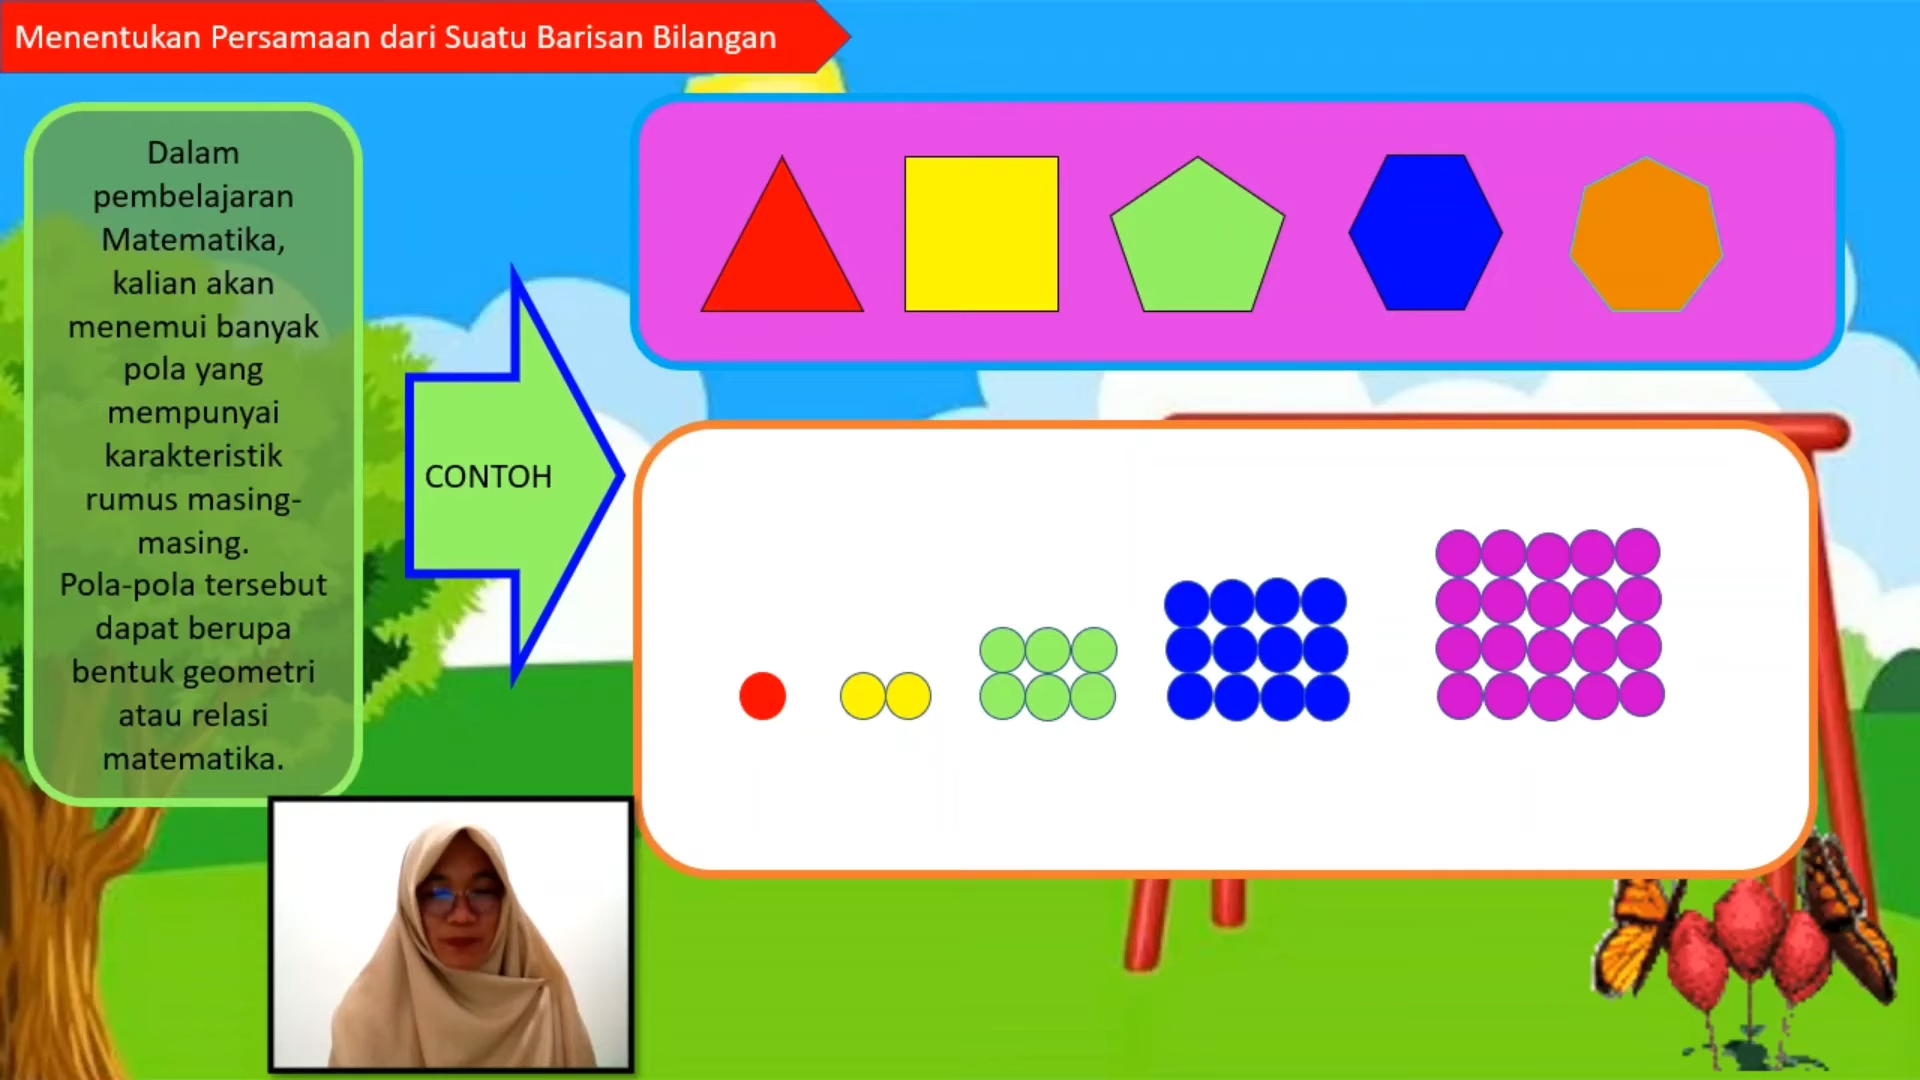 Menentukan Persamaan dari Suatu Barisan Bilangan
Dalam
pembelajaran
Matematika,
kalian akan
menemui banyak
pola yang
mempunyai
karakteristik
rumus masing-
masing.
Pola-pola tersebut
dapat berupa
bentuk geometri
atau relasi
matematika.
CONTOH